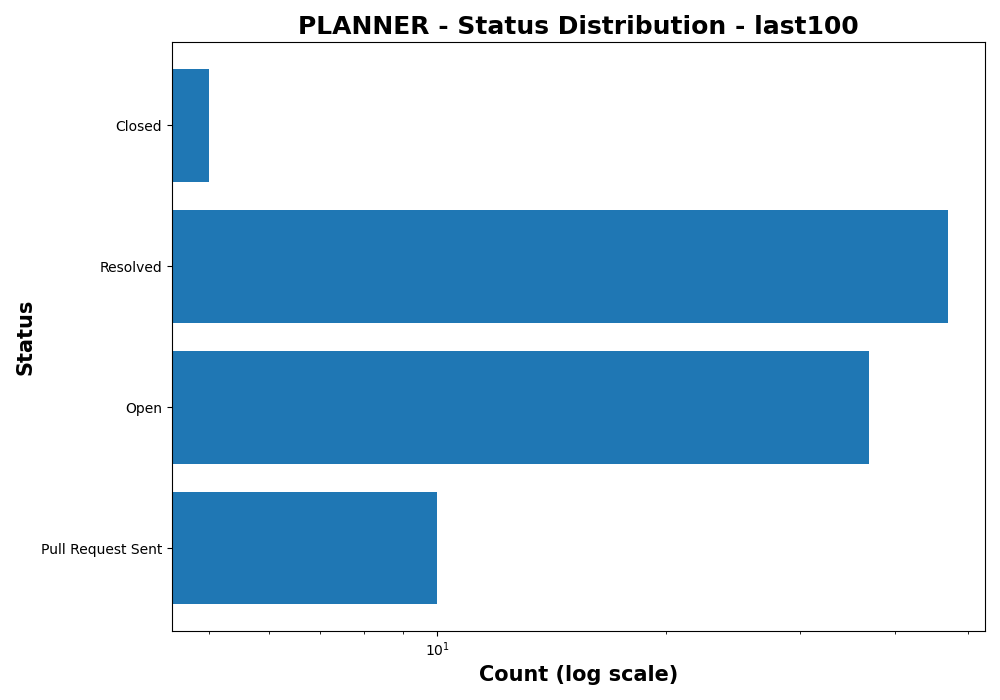 PLANNER - Status Distribution - last100
Closed
Resolved
Open
Pull Request Sent
Status
10¹
Count (log scale)